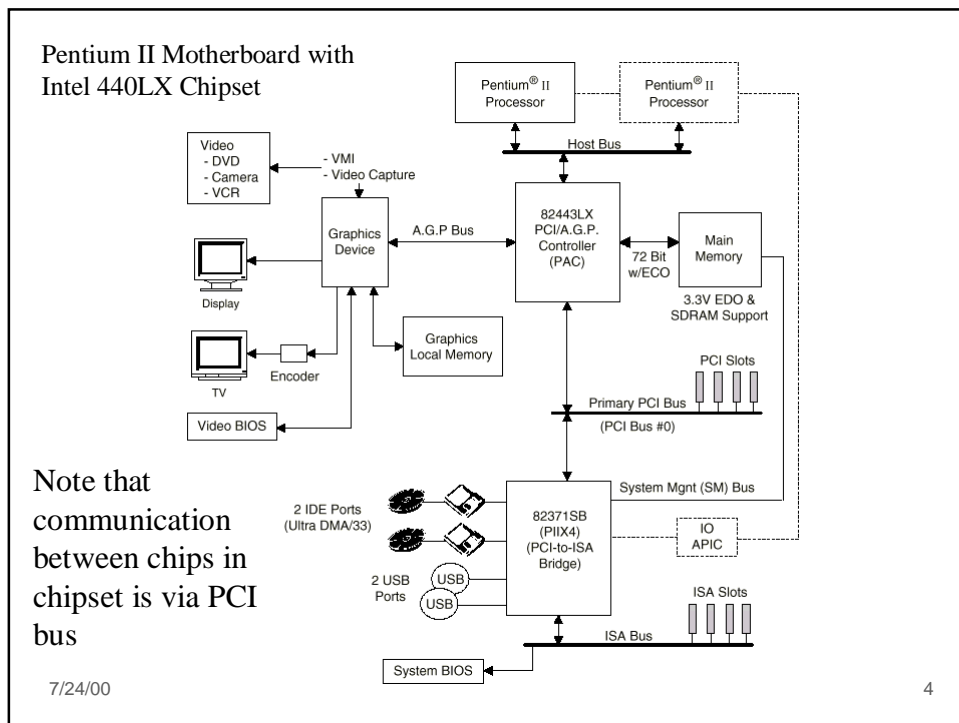 Pentium II Motherboard with
Intel 440LX Chipset
Pentium® II
Processor
Pentium® II
Processor
Host Bus
Video
- DVD
- Camera
- VCR
- VMI
- Video Capture
Graphics
Device
A.G.P Bus
82443LX
PCI/A.G.P.
Controller
(PAC)
72 Bit
w/ECO
Main
Memory
3.3V EDO &
SDRAM Support
Display
TV
Encoder
Graphics
Local Memory
Video BIOS
PCI Slots
Primary PCI Bus
(PCI Bus #0)
Note that
communication
between chips in
chipset is via PCI
bus
2 IDE Ports
(Ultra DMA/33)
2 USB
Ports
USB
USB
82371SB
(PIIX4)
(PCI-to-ISA
Bridge)
System Mgnt (SM) Bus
IO
APIC
ISA Slots
ISA Bus
System BIOS
7/24/00
4